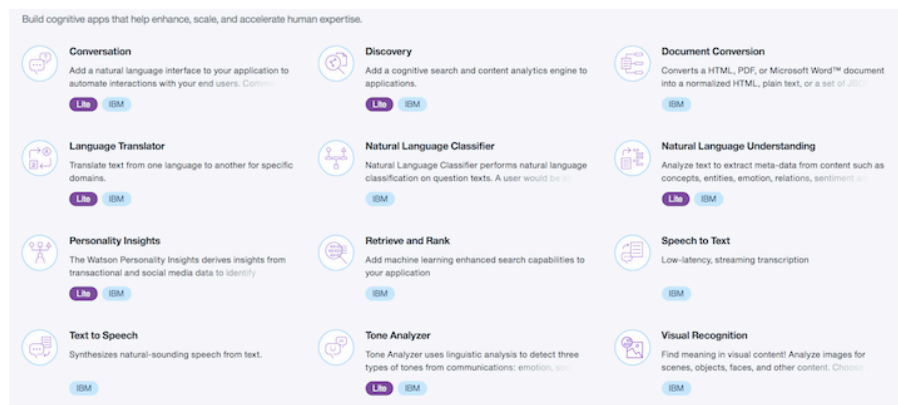 Build cognitive apps that help enhance, scale, and accelerate human expertise.
Conversation
Add a natural language interface to your application to
automate interactions with your end users.
Lite IBM
Discovery
Add a cognitive search and content analytics engine to
applications.
Lite IBM
Document Conversion
Converts a HTML, PDF, or Microsoft Word™ document
into a normalized HTML, plain text, or a set of JSO
IBM
Language Translator
Translate text from one language to another for specific
domains.
Lite IBM
Natural Language Classifier
Natural Language Classifier performs natural language
classification on question texts. A user would be
IBM
Natural Language Understanding
Analyze text to extract meta-data from content such as
concepts, entities, emotion, relations, sentiment
Lite IBM
Personality Insights
The Watson Personality Insights derives insights from
transactional and social media data to identify
Lite IBM
Retrieve and Rank
Add machine learning enhanced search capabilities to
your application
IBM
Speech to Text
Low-latency, streaming transcription
IBM
Text to Speech
Synthesizes natural-sounding speech from text.
IBM
Tone Analyzer
Tone Analyzer uses linguistic analysis to detect three
types of tones from communications: emotion,
Lite IBM
Visual Recognition
Find meaning in visual content! Analyze images for
scenes, objects, faces, and other content. Choose
IBM